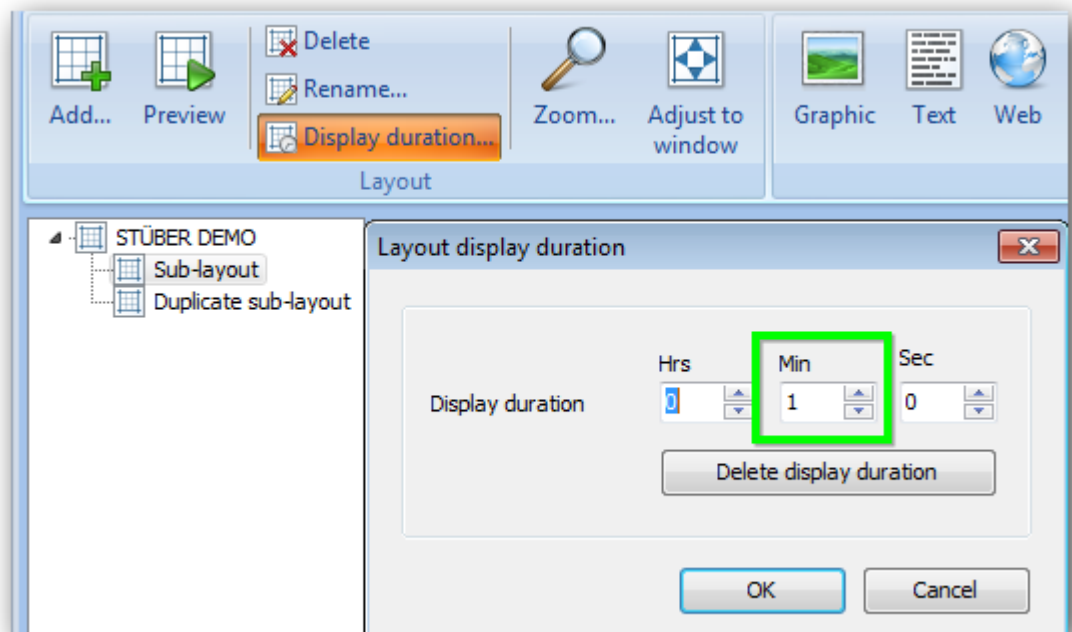 Add...
Preview
Delete
Rename...
Display duration...
Zoom...
Adjust to
window
Layout
Graphic
Text
Web
STÜBER DEMO
Sub-layout
Duplicate sub-layout
Layout display duration
Hrs
Min
Sec
Display duration
0
1
0
Delete display duration
OK
Cancel